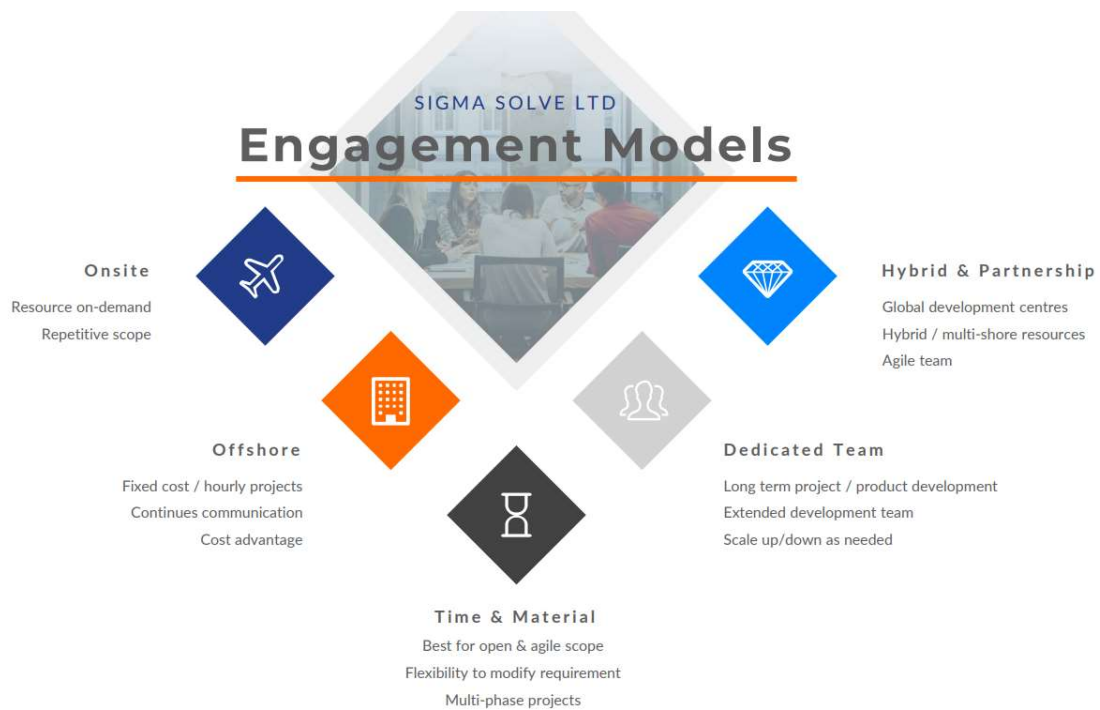 SIGMA SOLVE LTD
Engagement Models
Onsite
Resource on-demand
Repetitive scope
Hybrid & Partnership
Global development centres
Hybrid / multi-shore resources
Agile team
Offshore
Fixed cost / hourly projects
Continues communication
Cost advantage
Dedicated Team
Long term project / product development
Extended development team
Scale up/down as needed
Time & Material
Best for open & agile scope
Flexibility to modify requirement
Multi-phase projects